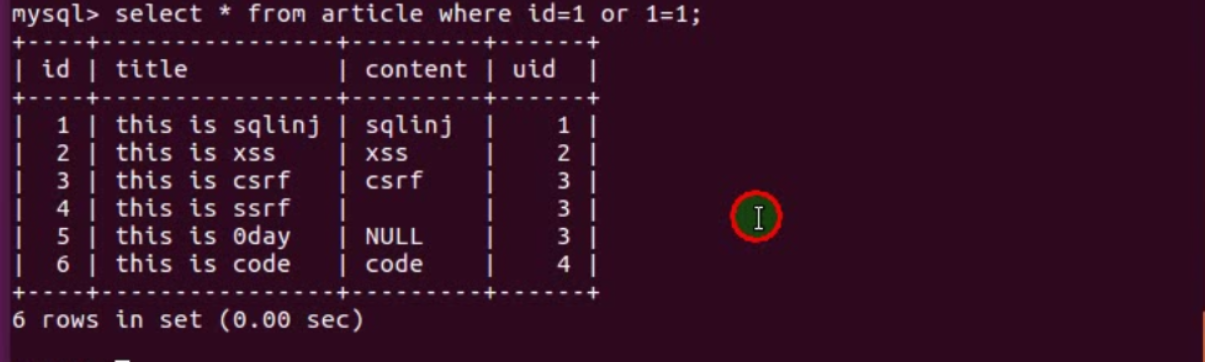 mysql> select * from article where id=1 or 1=1;
+----+-----------------+---------+------+
| id | title           | content | uid  |
+----+-----------------+---------+------+
|  1 | this is sqlinj | sqlinj  |    1 |
|  2 | this is xss    | xss     |    2 |
|  3 | this is csrf   | csrf    |    3 |
|  4 | this is ssrf   |         |    3 |
|  5 | this is 0day   | NULL    |    3 |
|  6 | this is code   | code    |    4 |
+----+-----------------+---------+------+
6 rows in set (0.00 sec)